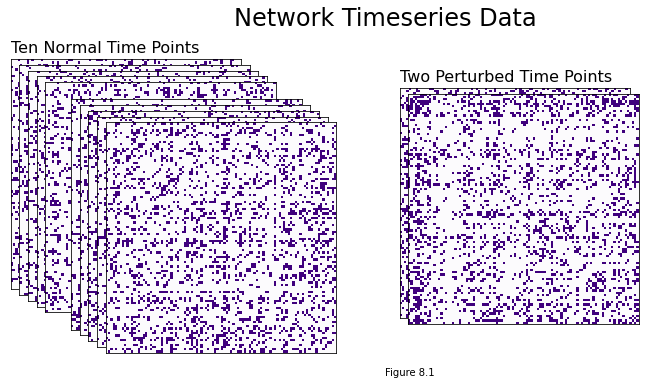 Network Timeseries Data
Ten Normal Time Points
Two Perturbed Time Points
Figure 8.1